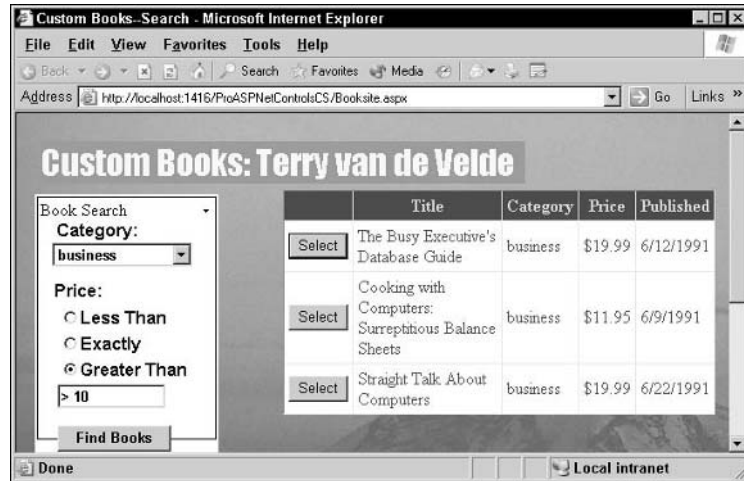 Custom Books--Search - Microsoft Internet Explorer
File Edit View Favorites Tools Help
Back Search Favorites Media
Address http://localhost:1416/ProASPNetControlsCS/Booksite.aspx Go Links »
Custom Books: Terry van de Velde
Book Search
Category:
business
Price:
Less Than
Exactly
Greater Than
> 10
Find Books
Title Category Price Published
Select The Busy Executive's Database Guide business $19.99 6/12/1991
Select Cooking with Computers: Surreptitious Balance Sheets business $11.95 6/9/1991
Select Straight Talk About Computers business $19.99 6/22/1991
Done Local intranet